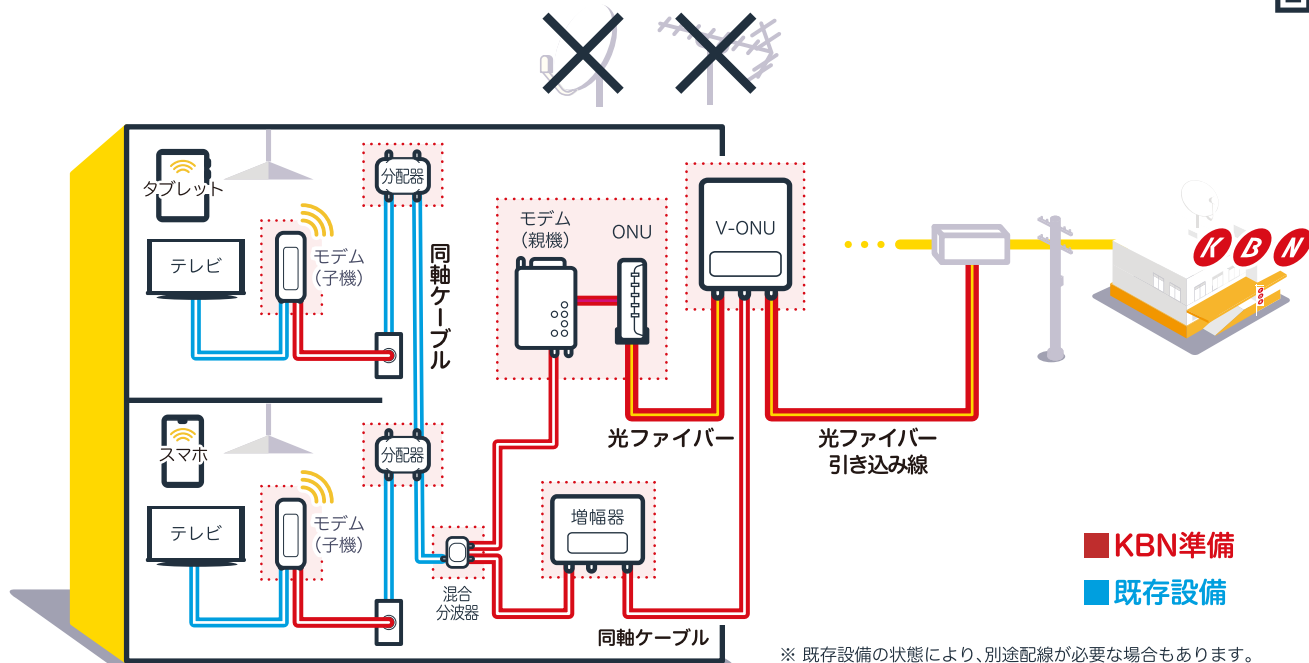 タブレット
分配器
モデム
(子機)
テレビ
同軸ケーブル
モデム
(親機)
ONU
V-ONU
KBN
光ファイバー
光ファイバー
引き込み線
スマホ
分配器
モデム
(子機)
テレビ
混合
分波器
増幅器
同軸ケーブル
KBN準備
既存設備
※ 既存設備の状態により、別途配線が必要な場合もあります。